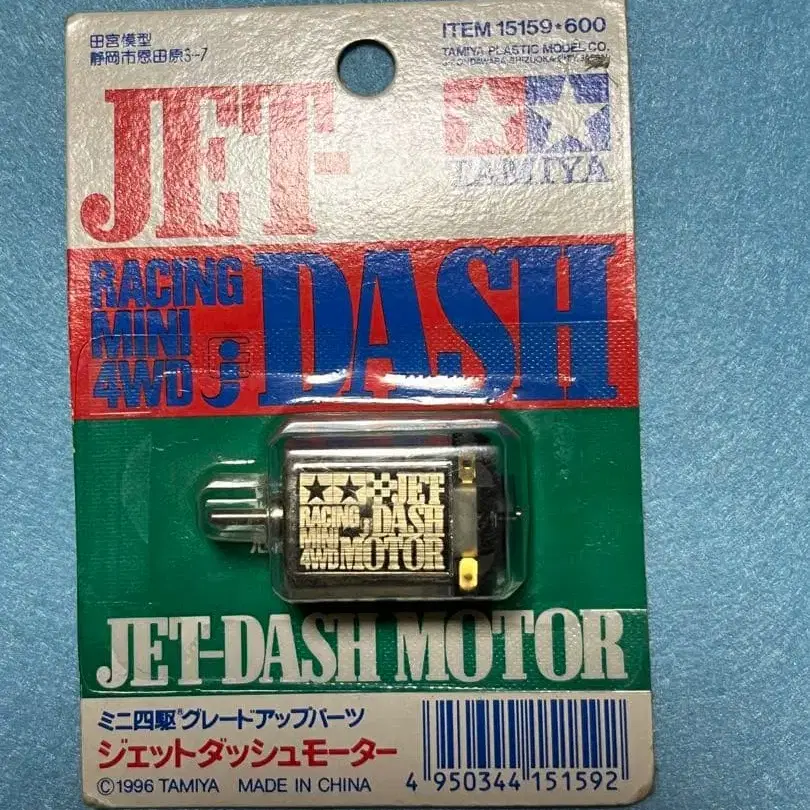 田宮模型
静岡市恩田原3-7
ITEM 15159★600
TAMIYA PLASTIC MODEL CO.
JET-
TAMIYA
RACING
MINI
4WD
DASH
JET
RACING
MINI
4WD
DASH
MOTOR
JET-DASH MOTOR
ミニ四駆®グレードアップパーツ
ジェットダッシュモーター
©1996 TAMIYA MADE IN CHINA
4 950344 151592